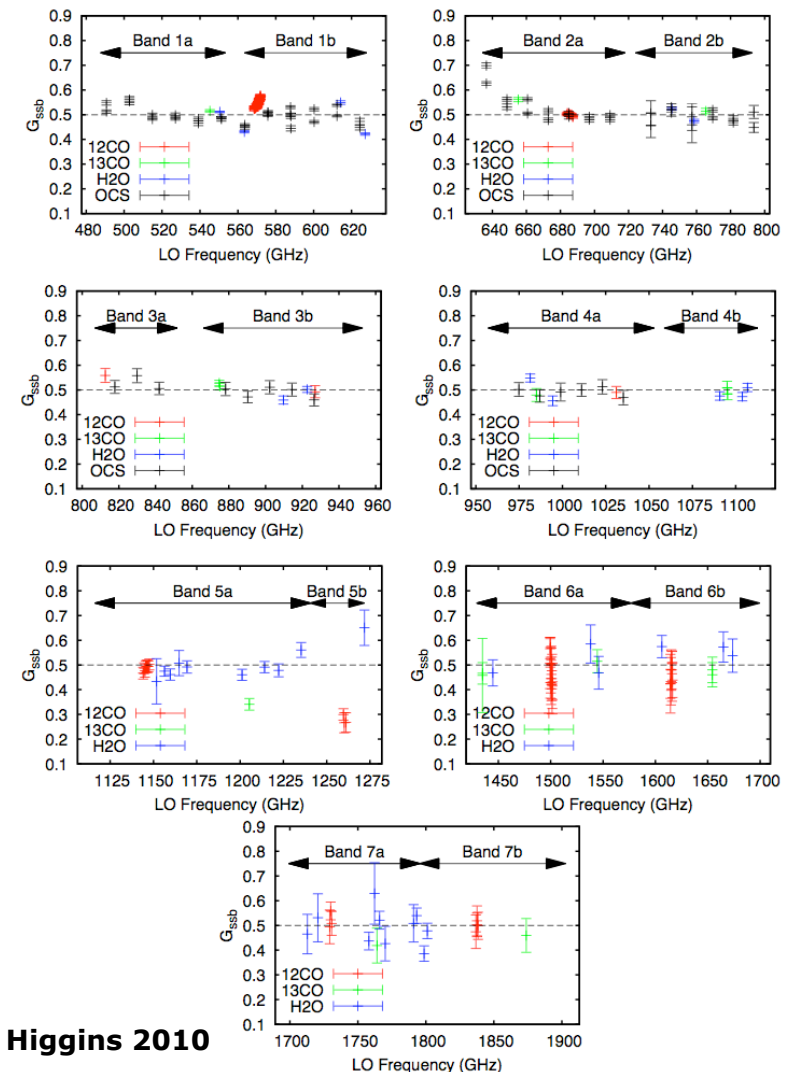 0.9
0.8
0.7
0.6
0.5
0.4
0.3
0.2
0.1
Gssb
Band 1a
Band 1b
12CO
13CO
H2O
OCS
480 500 520 540 560 580 600 620
LO Frequency (GHz)
0.9
0.8
0.7
0.6
0.5
0.4
0.3
0.2
0.1
Gssb
Band 2a
Band 2b
12CO
13CO
H2O
OCS
640 660 680 700 720 740 760 780 800
LO Frequency (GHz)
0.9
0.8
0.7
0.6
0.5
0.4
0.3
0.2
0.1
Gssb
Band 3a
Band 3b
12CO
13CO
H2O
OCS
800 820 840 860 880 900 920 940 960
LO Frequency (GHz)
0.9
0.8
0.7
0.6
0.5
0.4
0.3
0.2
0.1
Gssb
Band 4a
Band 4b
12CO
13CO
H2O
OCS
950 975 1000 1025 1050 1075 1100
LO Frequency (GHz)
0.9
0.8
0.7
0.6
0.5
0.4
0.3
0.2
0.1
Gssb
Band 5a
Band 5b
12CO
13CO
H2O
1125 1150 1175 1200 1225 1250 1275
LO Frequency (GHz)
0.9
0.8
0.7
0.6
0.5
0.4
0.3
0.2
0.1
Gssb
Band 6a
Band 6b
12CO
13CO
H2O
1450 1500 1550 1600 1650 1700
LO Frequency (GHz)
0.9
0.8
0.7
0.6
0.5
0.4
0.3
0.2
0.1
Gssb
Band 7a
Band 7b
12CO
13CO
H2O
1700 1750 1800 1850 1900
LO Frequency (GHz)
Higgins 2010